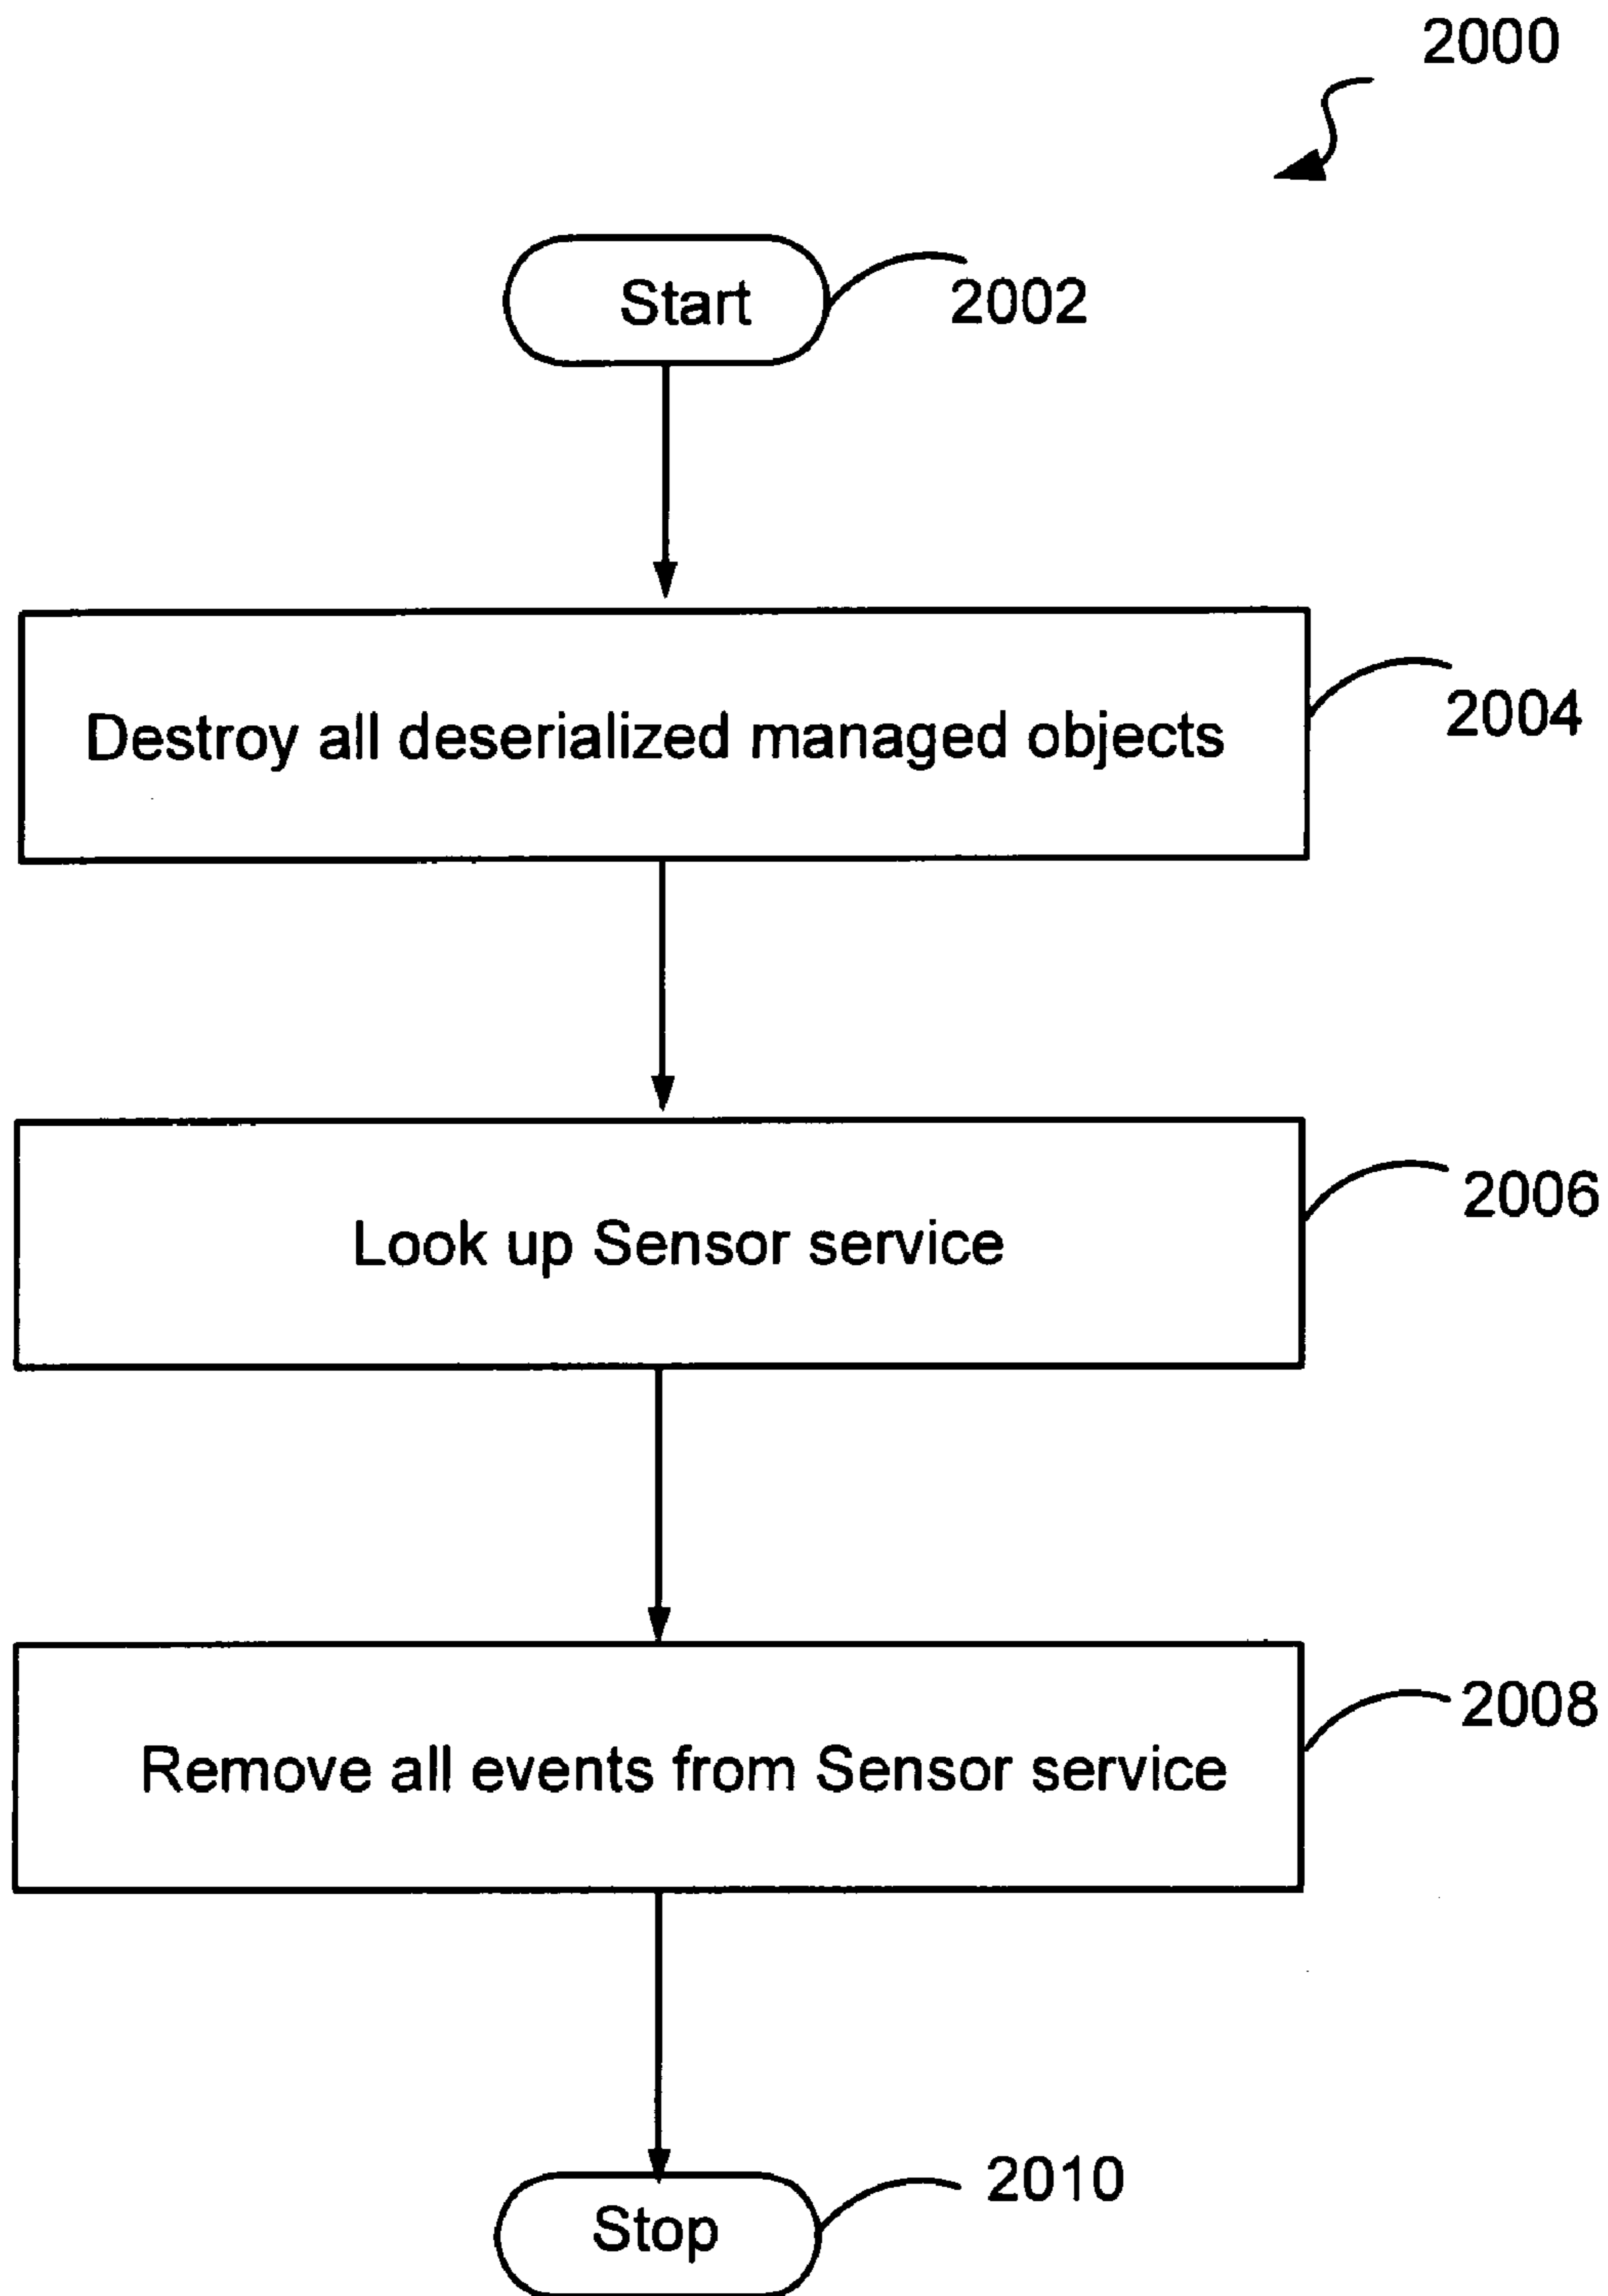 2000
Start
2002
Destroy all deserialized managed objects
2004
Look up Sensor service
2006
Remove all events from Sensor service
2008
Stop
2010